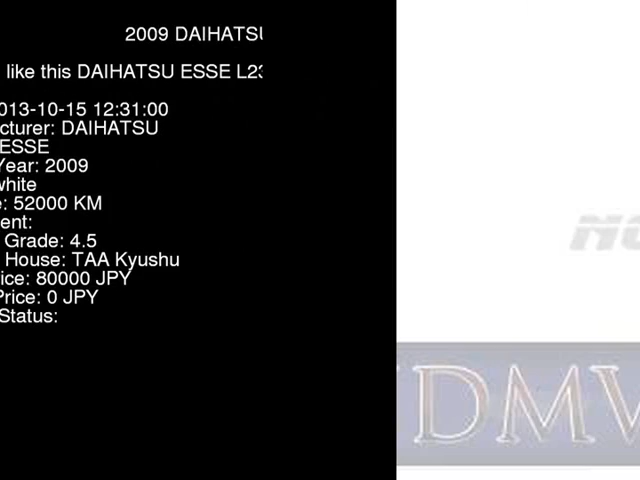 2009 DAIHATSU
like this DAIHATSU ESSE L23
013-10-15 12:31:00
cturer: DAIHATSU
ESSE
Year: 2009
white
e: 52000 KM
ent:
Grade: 4.5
House: TAA Kyushu
ice: 80000 JPY
Price: 0 JPY
Status:
NO
DMV